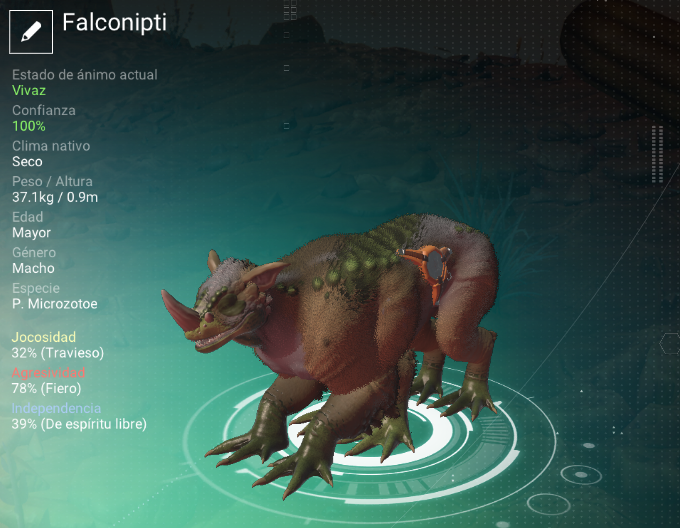 Falconipti
Estado de ánimo actual
Vivaz
Confianza
100%
Clima nativo
Seco
Peso / Altura
37.1kg / 0.9m
Edad
Mayor
Género
Macho
Especie
P. Microzotoe
Jocosidad
32% (Travieso)
Agresividad
78% (Fiero)
Independencia
39% (De espíritu libre)